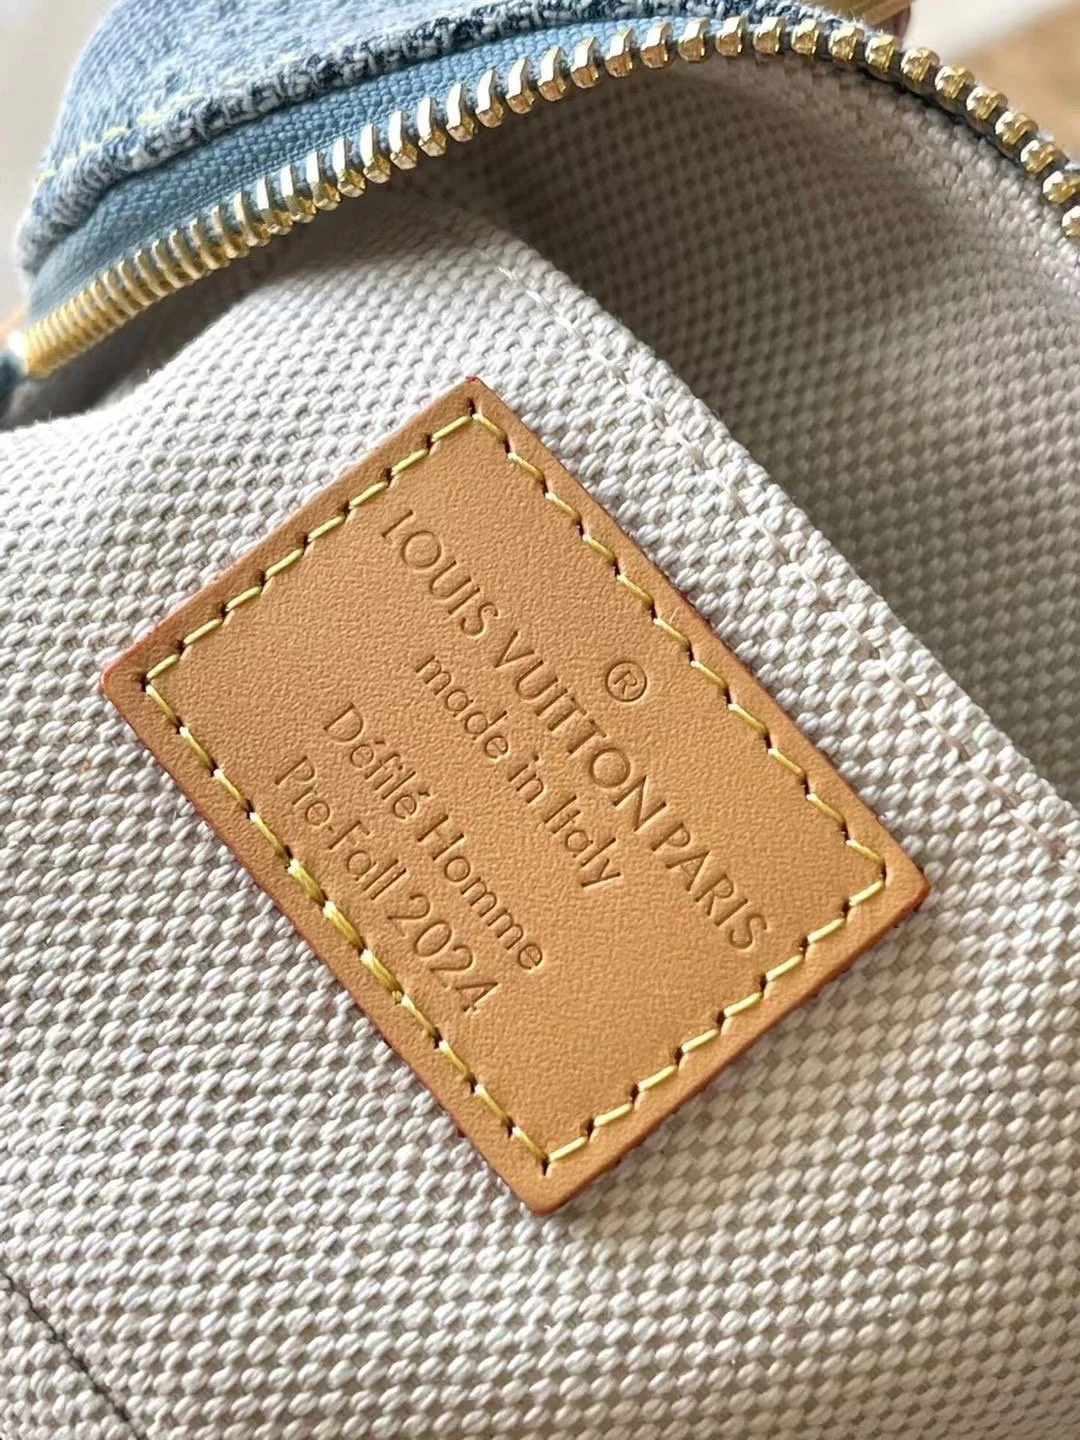 ®
LOUIS VUITTON PARIS
made in Italy
Défilé Homme
Pre-Fall 2024